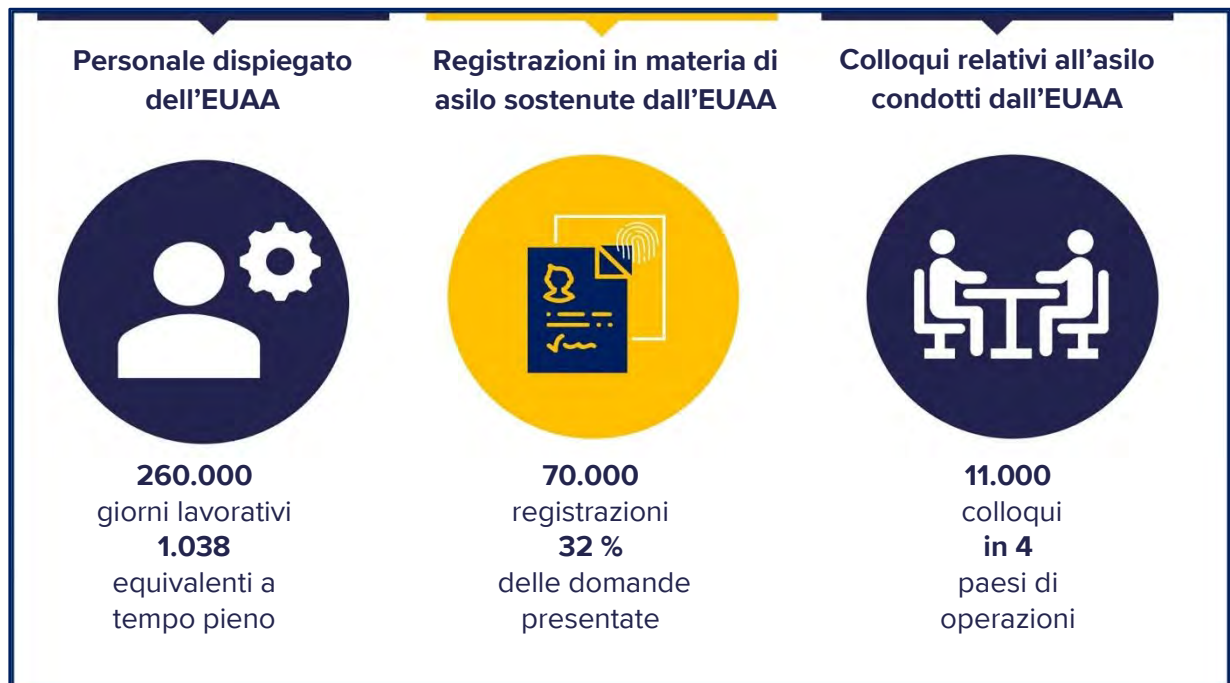 Personale dispiegato
dell'EUAA
260.000
giorni lavorativi
1.038
equivalenti a
tempo pieno
Registrazioni in materia di
asilo sostenute dall'EUAA
70.000
registrazioni
32 %
delle domande
presentate
Colloqui relativi all'asilo
condotti dall'EUAA
11.000
colloqui
in 4
paesi di
operazioni